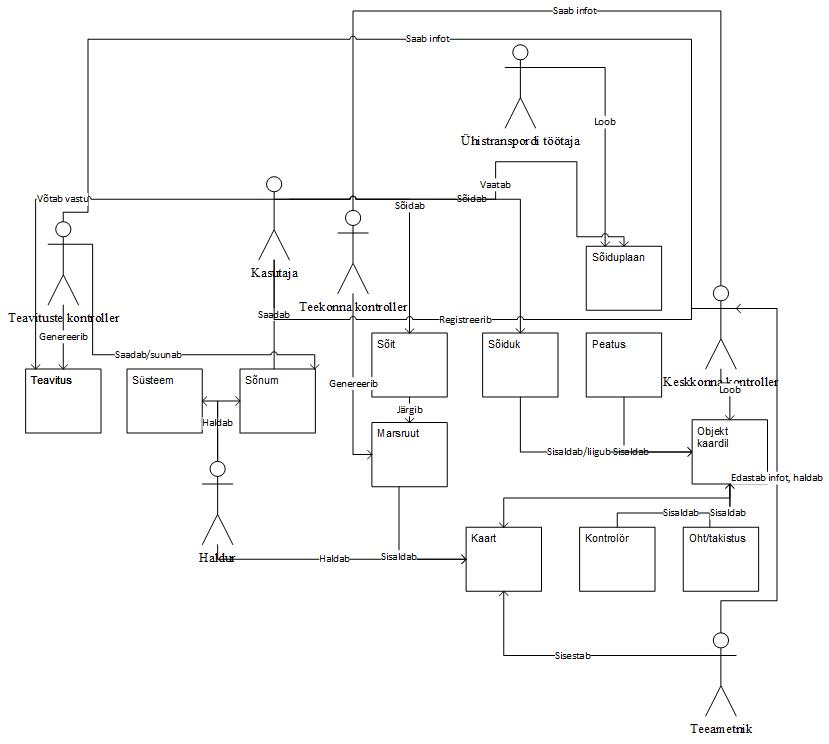 Saab infot
Saab infot
Loob
Ühistranspordi töötaja
Vaatab
Võtab vastu
Sõidab
Sõidab
Sõiduplaan
Kasutaja
Teekonna kontroller
Teavituste kontroller
Saadab
Registreerib
Genereerib
Saadab/suunab
Sõit
Sõiduk
Peatus
Keskkonna kontroller
Loob
Teavitus
Süsteem
Sõnum
Genereerib
Järgib
Haldab
Marsruut
Objekt
kaardil
Sisaldab/liigub
Sisaldab
Edastab infot, haldab
Sisaldab
Sisaldab
Kaart
Kontrolör
Oht/takistus
Haldur
Haldab
Sisaldab
Sisestab
Teeametnik